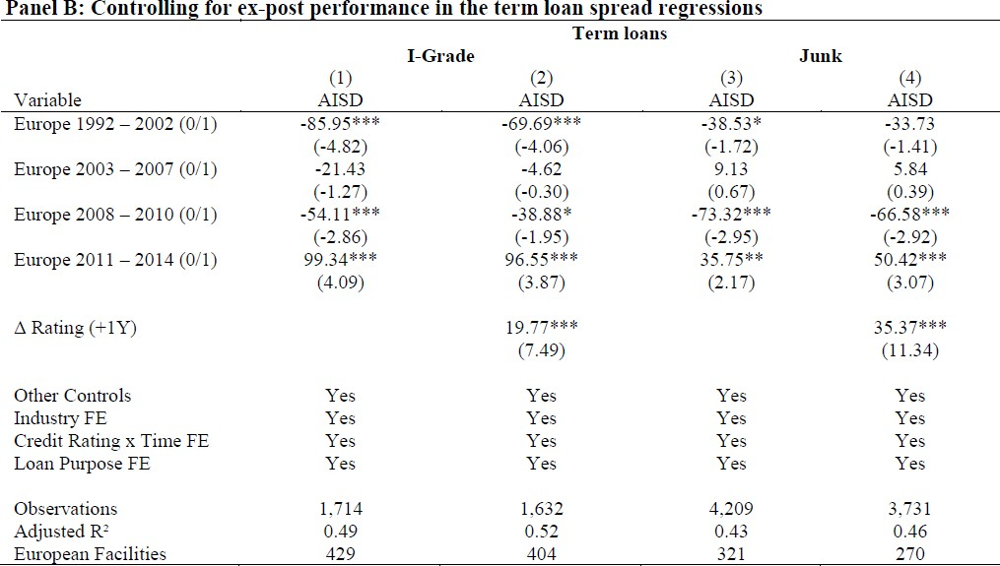 Panel B: Controlling for ex-post performance in the term loan spread regressions
Term loans
I-Grade Junk
(1) (2) (3) (4)
Variable AISD AISD AISD AISD
Europe 1992 – 2002 (0/1) -85.95*** -69.69*** -38.53* -33.73
(-4.82) (-4.06) (-1.72) (-1.41)
Europe 2003 – 2007 (0/1) -21.43 -4.62 9.13 5.84
(-1.27) (-0.30) (0.67) (0.39)
Europe 2008 – 2010 (0/1) -54.11*** -38.88* -73.32*** -66.58***
(-2.86) (-1.95) (-2.95) (-2.92)
Europe 2011 – 2014 (0/1) 99.34*** 96.55*** 35.75** 50.42***
(4.09) (3.87) (2.17) (3.07)
Δ Rating (+1Y) 19.77*** 35.37***
(7.49) (11.34)
Other Controls Yes Yes Yes Yes
Industry FE Yes Yes Yes Yes
Credit Rating x Time FE Yes Yes Yes Yes
Loan Purpose FE Yes Yes Yes Yes
Observations 1,714 1,632 4,209 3,731
Adjusted R² 0.49 0.52 0.43 0.46
European Facilities 429 404 321 270